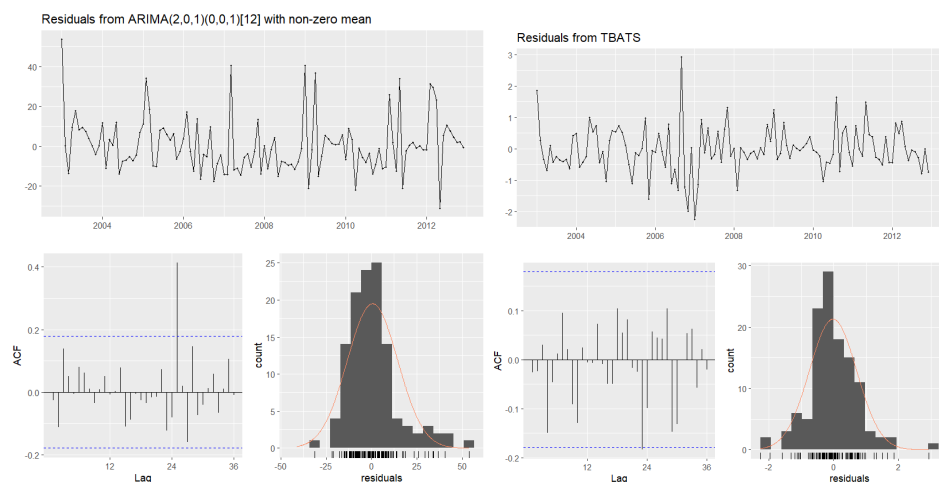 Residuals from ARIMA(2,0,1)(0,0,1)[12] with non-zero mean
40
20
0
-20
2004 2006 2008 2010 2012
0.4
0.2
0.0
-0.2
ACF
12 24 36
Lag
25
20
15
10
5
0
count
-50 -25 0 25 50
residuals
Residuals from TBATS
3
2
1
0
-1
-2
2004 2006 2008 2010 2012
0.1
0.0
-0.1
-0.2
ACF
12 24 36
Lag
30
20
10
0
count
-2 0 2
residuals